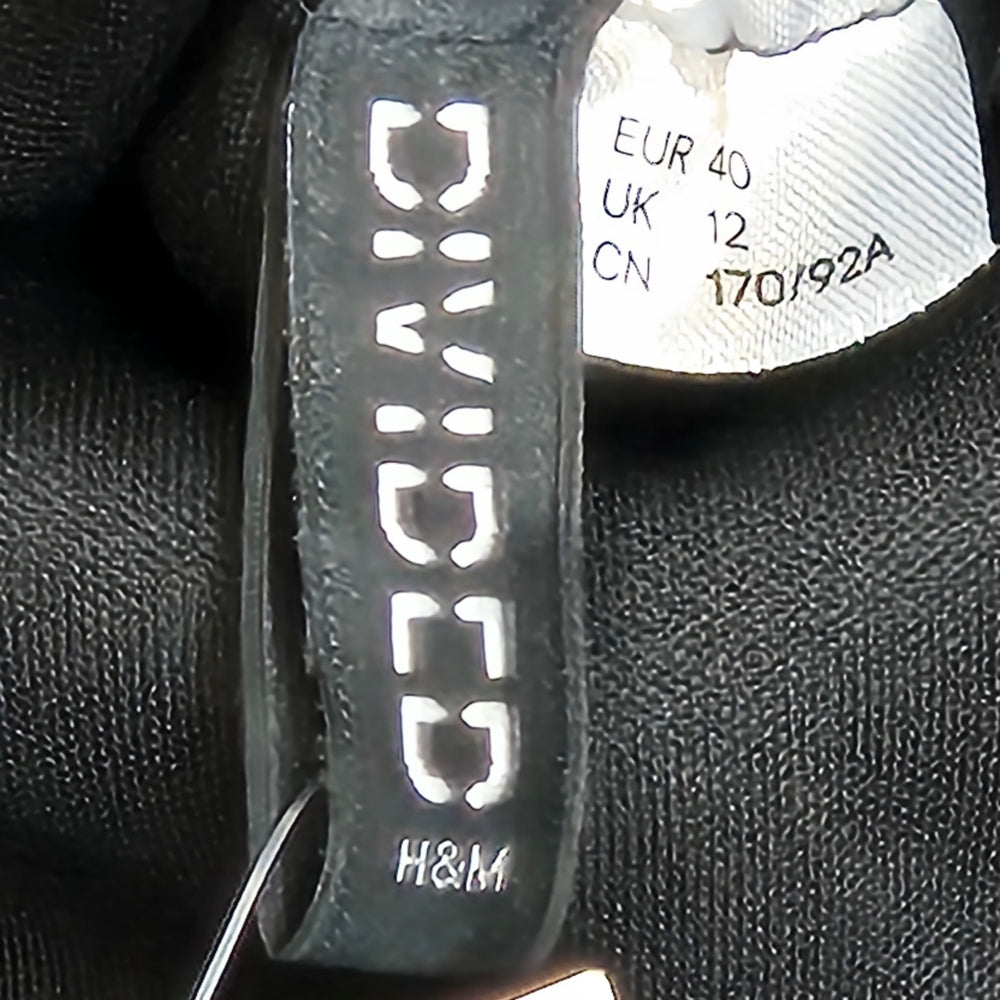 DIVIDED
H&M
EUR 40
UK 12
CN 170/92A